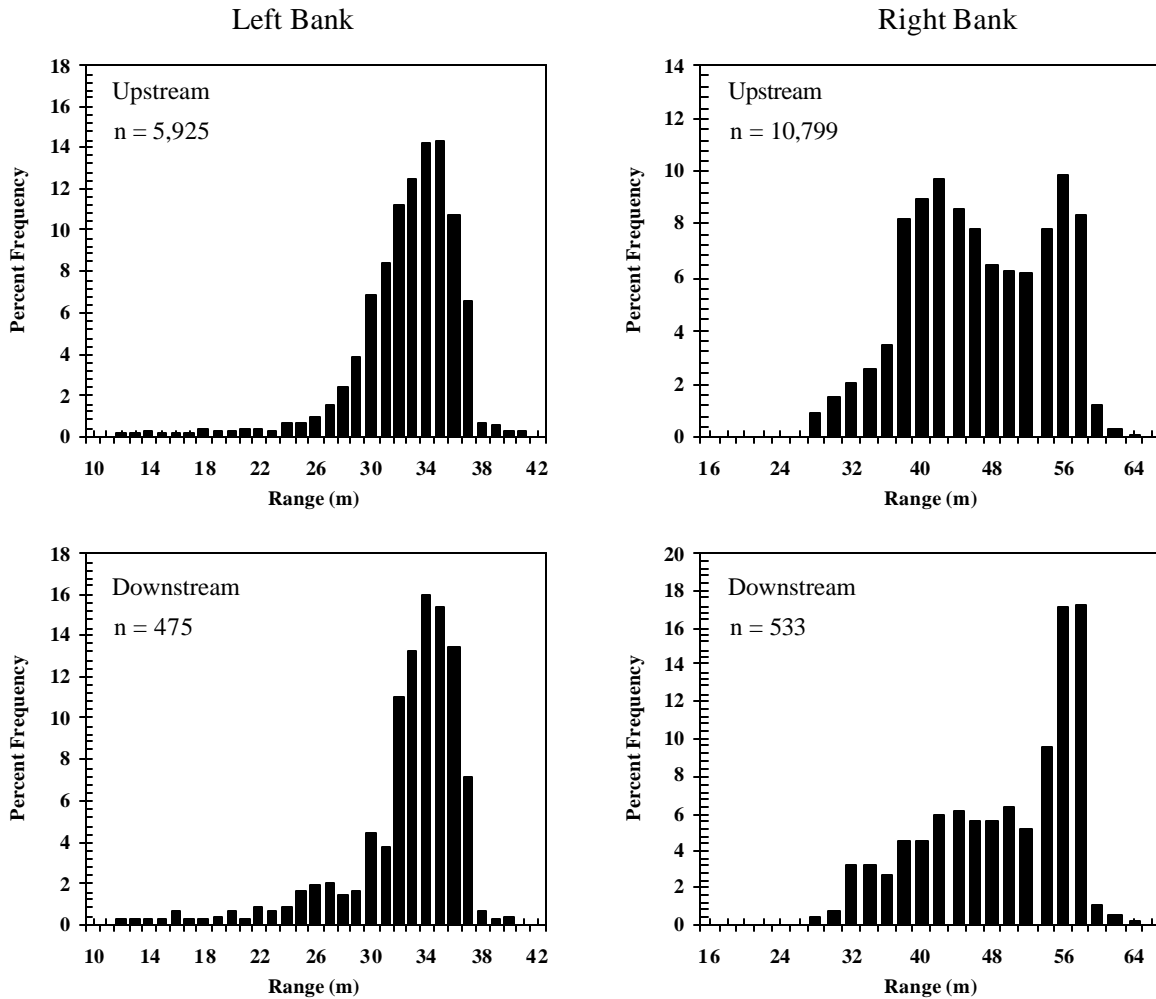 Left Bank
Right Bank
Upstream
n = 5,925
Percent Frequency
18
16
14
12
10
8
6
4
2
0
10 14 18 22 26 30 34 38 42
Range (m)
Upstream
n = 10,799
Percent Frequency
14
12
10
8
6
4
2
0
16 24 32 40 48 56 64
Range (m)
Downstream
n = 475
Percent Frequency
18
16
14
12
10
8
6
4
2
0
10 14 18 22 26 30 34 38 42
Range (m)
Downstream
n = 533
Percent Frequency
20
18
16
14
12
10
8
6
4
2
0
16 24 32 40 48 56 64
Range (m)